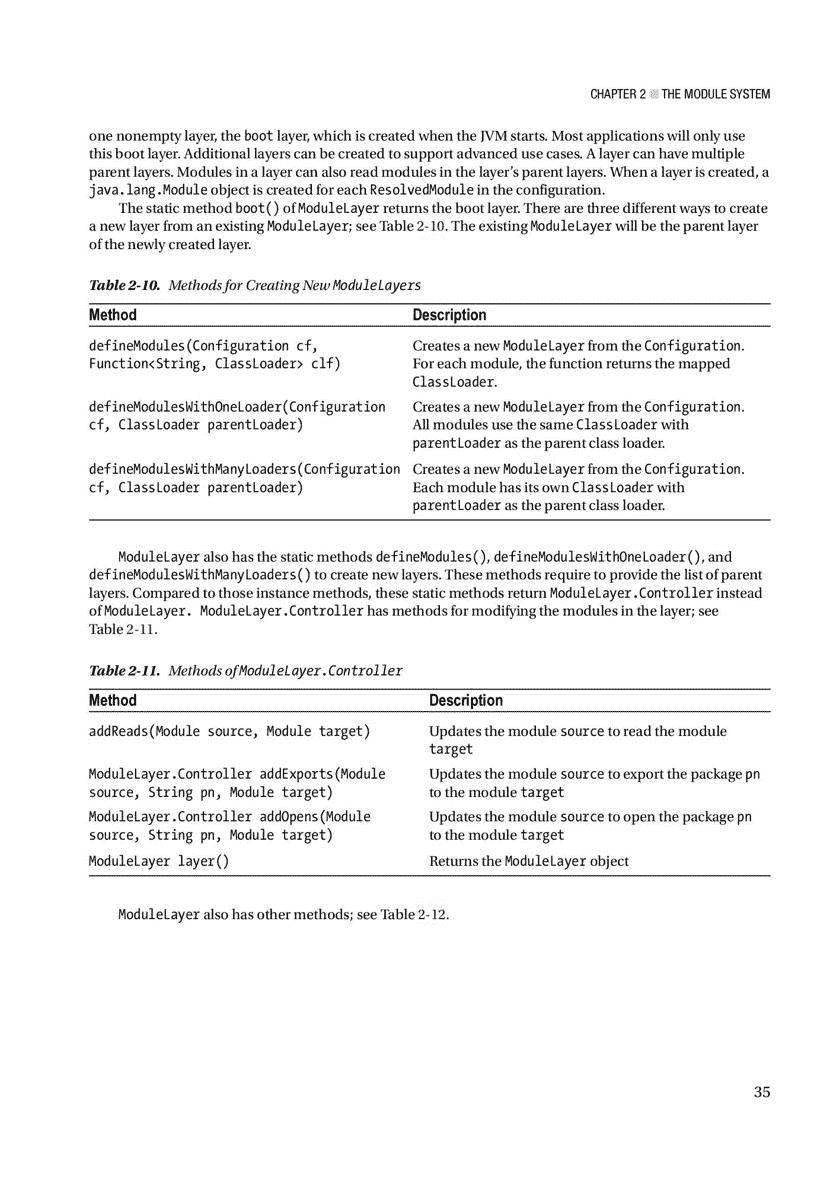 CHAPTER 2 ■ THE MODULE SYSTEM
one nonempty layer, the boot layer, which is created when the JVM starts. Most applications will only use
this boot layer. Additional layers can be created to support advanced use cases. A layer can have multiple
parent layers. Modules in a layer can also read modules in the layer's parent layers. When a layer is created, a
java.lang.Module object is created for each ResolvedModule in the configuration.
The static method boot() of ModuleLayer returns the boot layer. There are three different ways to create
a new layer from an existing ModuleLayer; see Table 2-10. The existing ModuleLayer will be the parent layer
of the newly created layer.
Table 2-10. Methods for Creating New ModuleLayers
Method Description
defineModules(Configuration cf, Creates a new ModuleLayer from the Configuration.
Function<String, ClassLoader> clf) For each module, the function returns the mapped
ClassLoader.
defineModulesWithOneLoader(Configuration Creates a new ModuleLayer from the Configuration.
cf, ClassLoader parentLoader) All modules use the same ClassLoader with
parentLoader as the parent class loader.
defineModulesWithManyLoaders(Configuration Creates a new ModuleLayer from the Configuration.
cf, ClassLoader parentLoader) Each module has its own ClassLoader with
parentLoader as the parent class loader.
ModuleLayer also has the static methods defineModules(), defineModulesWithOneLoader(), and
defineModulesWithManyLoaders() to create new layers. These methods require to provide the list of parent
layers. Compared to those instance methods, these static methods return ModuleLayer.Controller instead
of ModuleLayer. ModuleLayer.Controller has methods for modifying the modules in the layer; see
Table 2-11.
Table 2-11. Methods of ModuleLayer.Controller
Method Description
addReads(Module source, Module target) Updates the module source to read the module
target
ModuleLayer.Controller addExports(Module Updates the module source to export the package pn
source, String pn, Module target) to the module target
ModuleLayer.Controller addOpens(Module Updates the module source to open the package pn
source, String pn, Module target) to the module target
ModuleLayer layer() Returns the ModuleLayer object
ModuleLayer also has other methods; see Table 2-12.
35